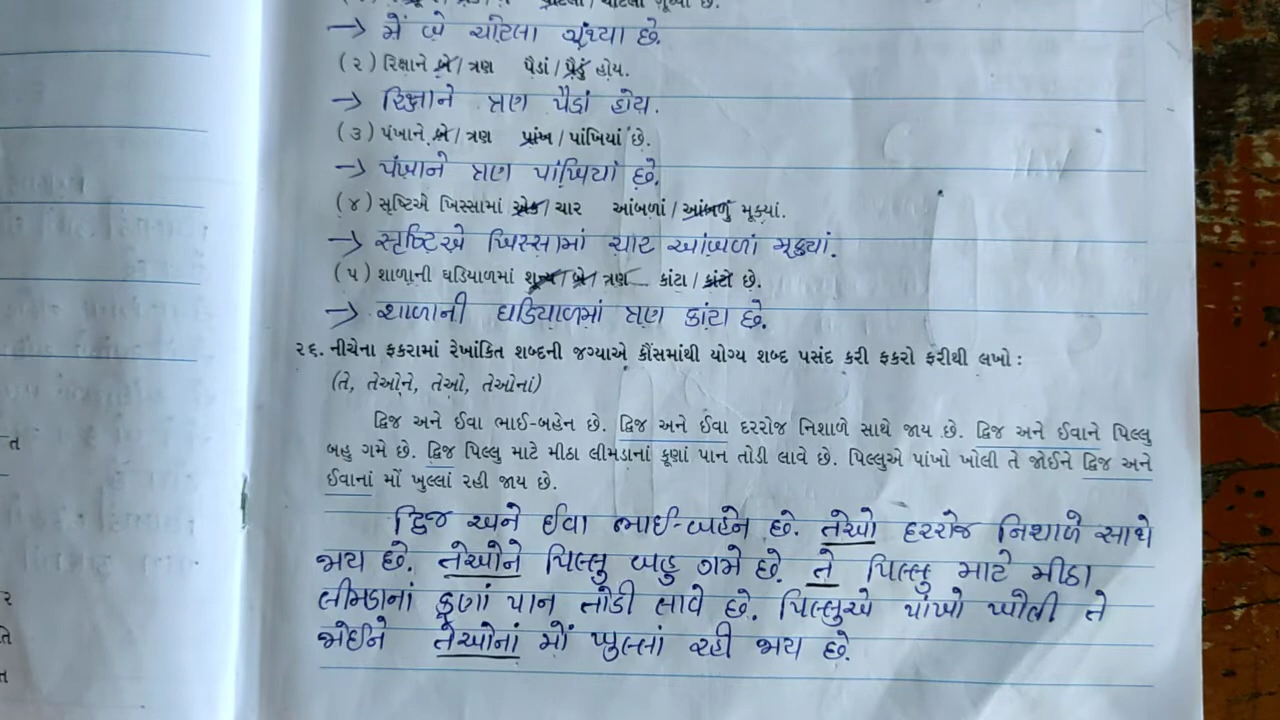 → મેં બે ચોટલા ગૂંથ્યા છે.
(૨) રિક્ષાને બે / ત્રણ પૈડાં / પૈડું હોય.
→ રિક્ષાને ત્રણ પૈડાં હોય.
(૩) પંખાને બે / ત્રણ પાંખ / પાંખિયાં છે.
→ પંખાને ત્રણ પાંખિયાં છે.
(૪) સૃષ્ટિએ ખિસ્સામાં એક / ચાર આંબળાં / આંબળું મૂક્યાં.
→ સૃષ્ટિએ ખિસ્સામાં ચાર આંબળાં મૂક્યાં.
(૫) શાળાની ઘડિયાળમાં શૂન્ય / બે / ત્રણ કાંટા / કાંટો છે.
→ શાળાની ઘડિયાળમાં ત્રણ કાંટા છે.
૨૬. નીચેના ફકરામાં રેખાંકિત શબ્દની જગ્યાએ કૌંસમાંથી યોગ્ય શબ્દ પસંદ કરી ફકરો ફરીથી લખો :
(તે, તેઓને, તેઓ, તેઓનાં)
દ્વિજ અને ઈવા ભાઈ-બહેન છે. દ્વિજ અને ઈવા દરરોજ નિશાળે સાથે જાય છે. દ્વિજ અને ઈવાને પિલ્લુ
બહુ ગમે છે. દ્વિજ પિલ્લુ માટે મીઠા લીમડાનાં કૂણાં પાન તોડી લાવે છે. પિલ્લુએ પાંખો ખોલી તે જોઈને દ્વિજ અને
ઈવાનાં મોં ખુલ્લાં રહી જાય છે.
દ્વિજ અને ઈવા ભાઈ-બહેન છે. તેઓ દરરોજ નિશાળે સાથે
જાય છે. તેઓને પિલ્લુ બહુ ગમે છે. તે પિલ્લુ માટે મીઠા
લીમડાનાં કૂણાં પાન તોડી લાવે છે. પિલ્લુએ પાંખો ખોલી તે
જોઈને તેઓનાં મોં ખુલ્લાં રહી જાય છે.